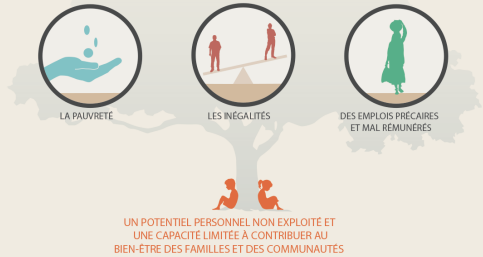 LA PAUVRETÉ
LES INÉGALITÉS
DES EMPLOIS PRÉCAIRES
ET MAL RÉMUNÉRÉS
UN POTENTIEL PERSONNEL NON EXPLOITÉ ET
UNE CAPACITÉ LIMITÉE À CONTRIBUER AU
BIEN-ÊTRE DES FAMILLES ET DES COMMUNAUTÉS